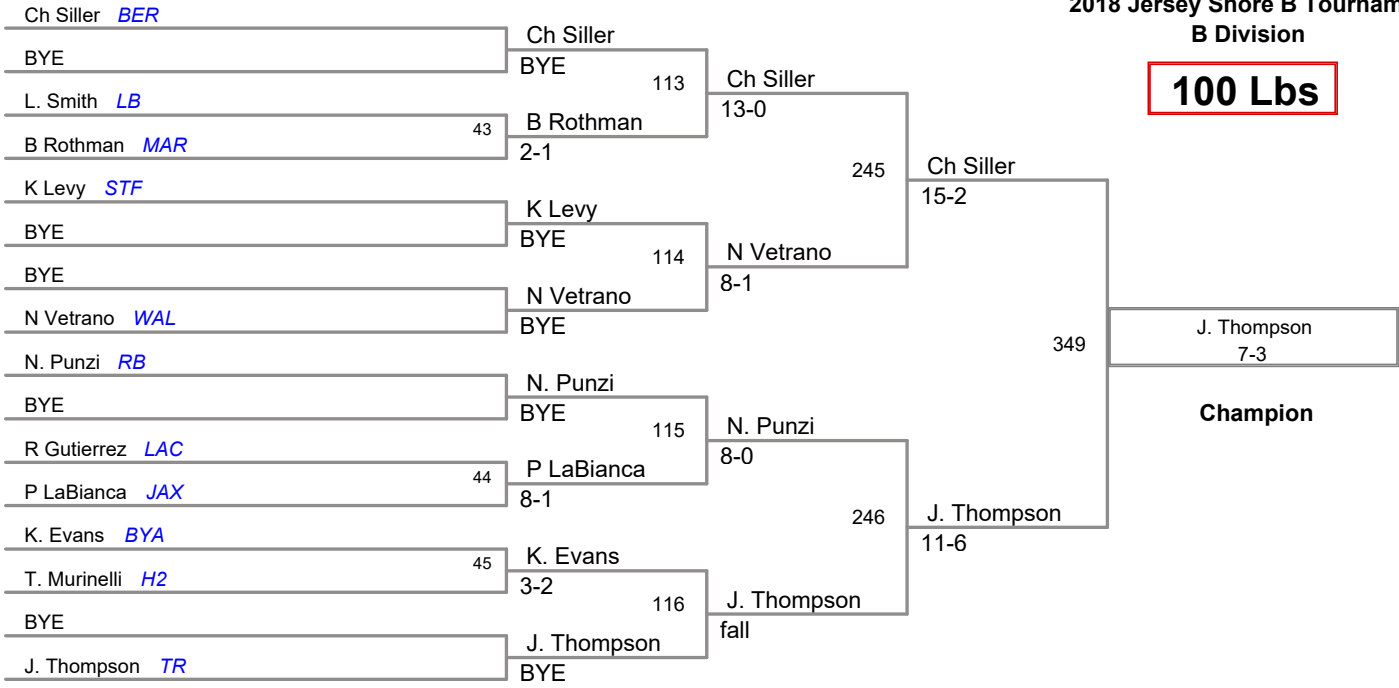 2018 Jersey Shore B Tournam
B Division
100 Lbs
Ch Siller BER
BYE
L. Smith LB
B Rothman MAR
K Levy STF
BYE
BYE
N Vetrano WAL
N. Punzi RB
BYE
R Gutierrez LAC
P LaBianca JAX
K. Evans BYA
T. Murinelli H2
BYE
J. Thompson TR
43
44
45
Ch Siller
BYE
B Rothman
2-1
K Levy
BYE
N Vetrano
BYE
N. Punzi
BYE
P LaBianca
8-1
K. Evans
3-2
J. Thompson
BYE
113
114
115
116
Ch Siller
13-0
N Vetrano
8-1
N. Punzi
8-0
J. Thompson
fall
245
246
Ch Siller
15-2
J. Thompson
11-6
349
J. Thompson
7-3
Champion